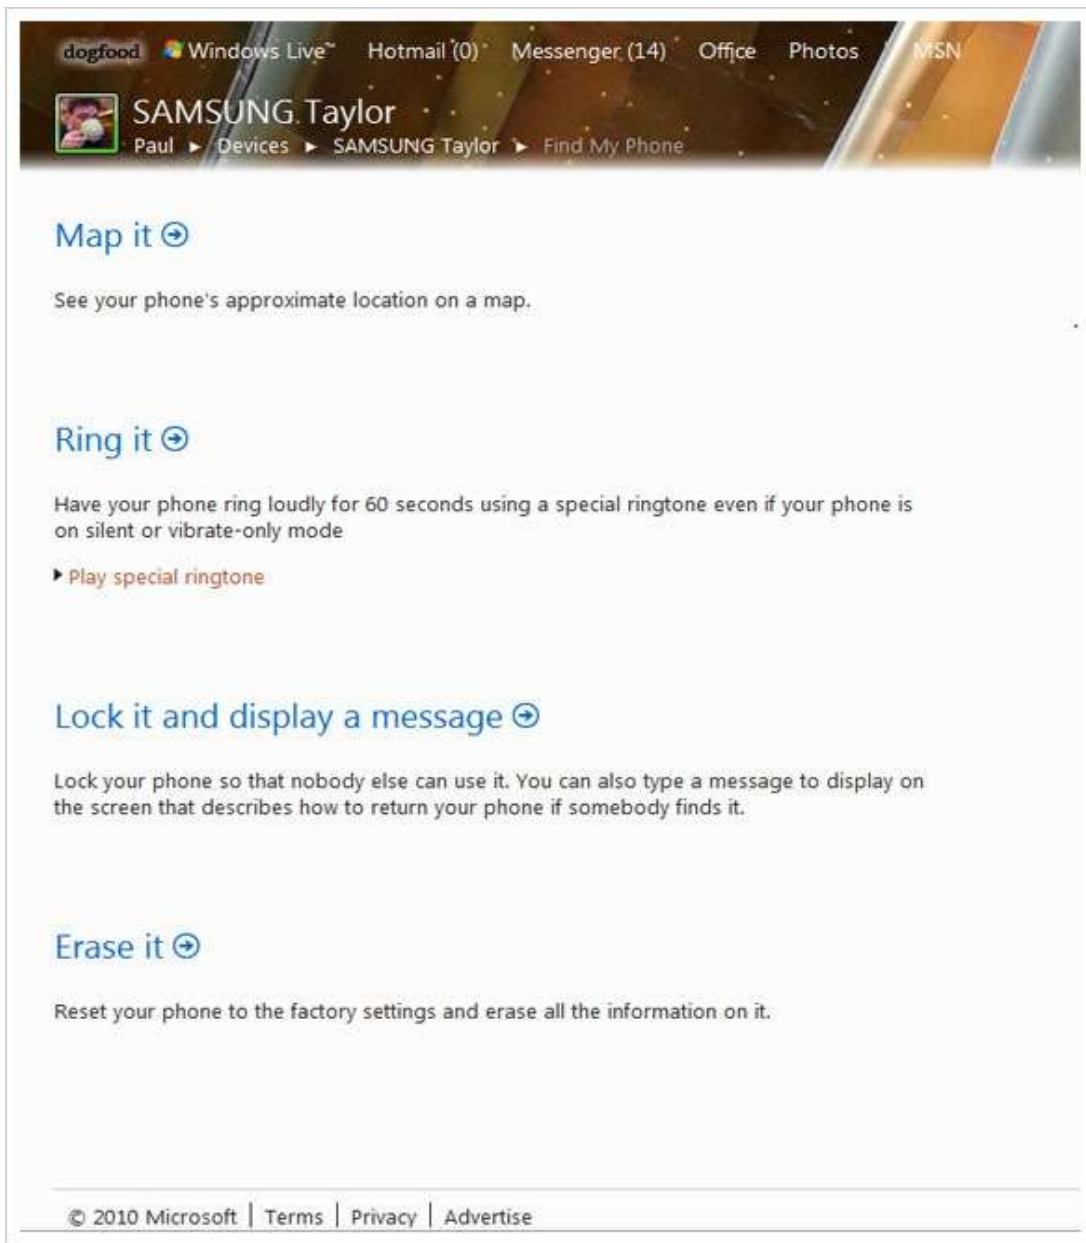 dogfood Windows Live™ Hotmail (0) Messenger (14) Office Photos MSN
SAMSUNG Taylor
Paul ▸ Devices ▸ SAMSUNG Taylor ▸ Find My Phone
Map it
See your phone's approximate location on a map.
Ring it
Have your phone ring loudly for 60 seconds using a special ringtone even if your phone is
on silent or vibrate-only mode
Play special ringtone
Lock it and display a message
Lock your phone so that nobody else can use it. You can also type a message to display on
the screen that describes how to return your phone if somebody finds it.
Erase it
Reset your phone to the factory settings and erase all the information on it.
© 2010 Microsoft | Terms | Privacy | Advertise